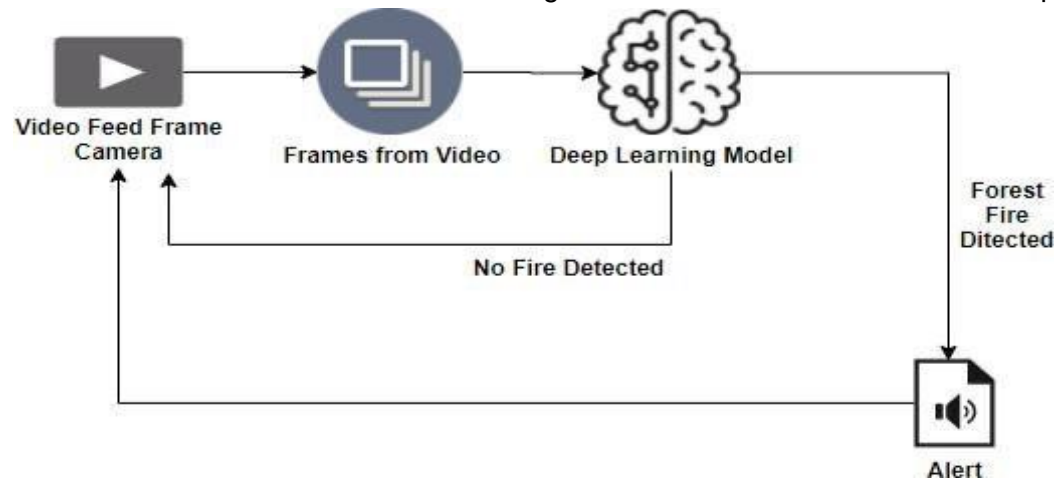 Video Feed Frame
Camera
Frames from Video
Deep Learning Model
Forest
Fire
Ditected
No Fire Detected
Alert